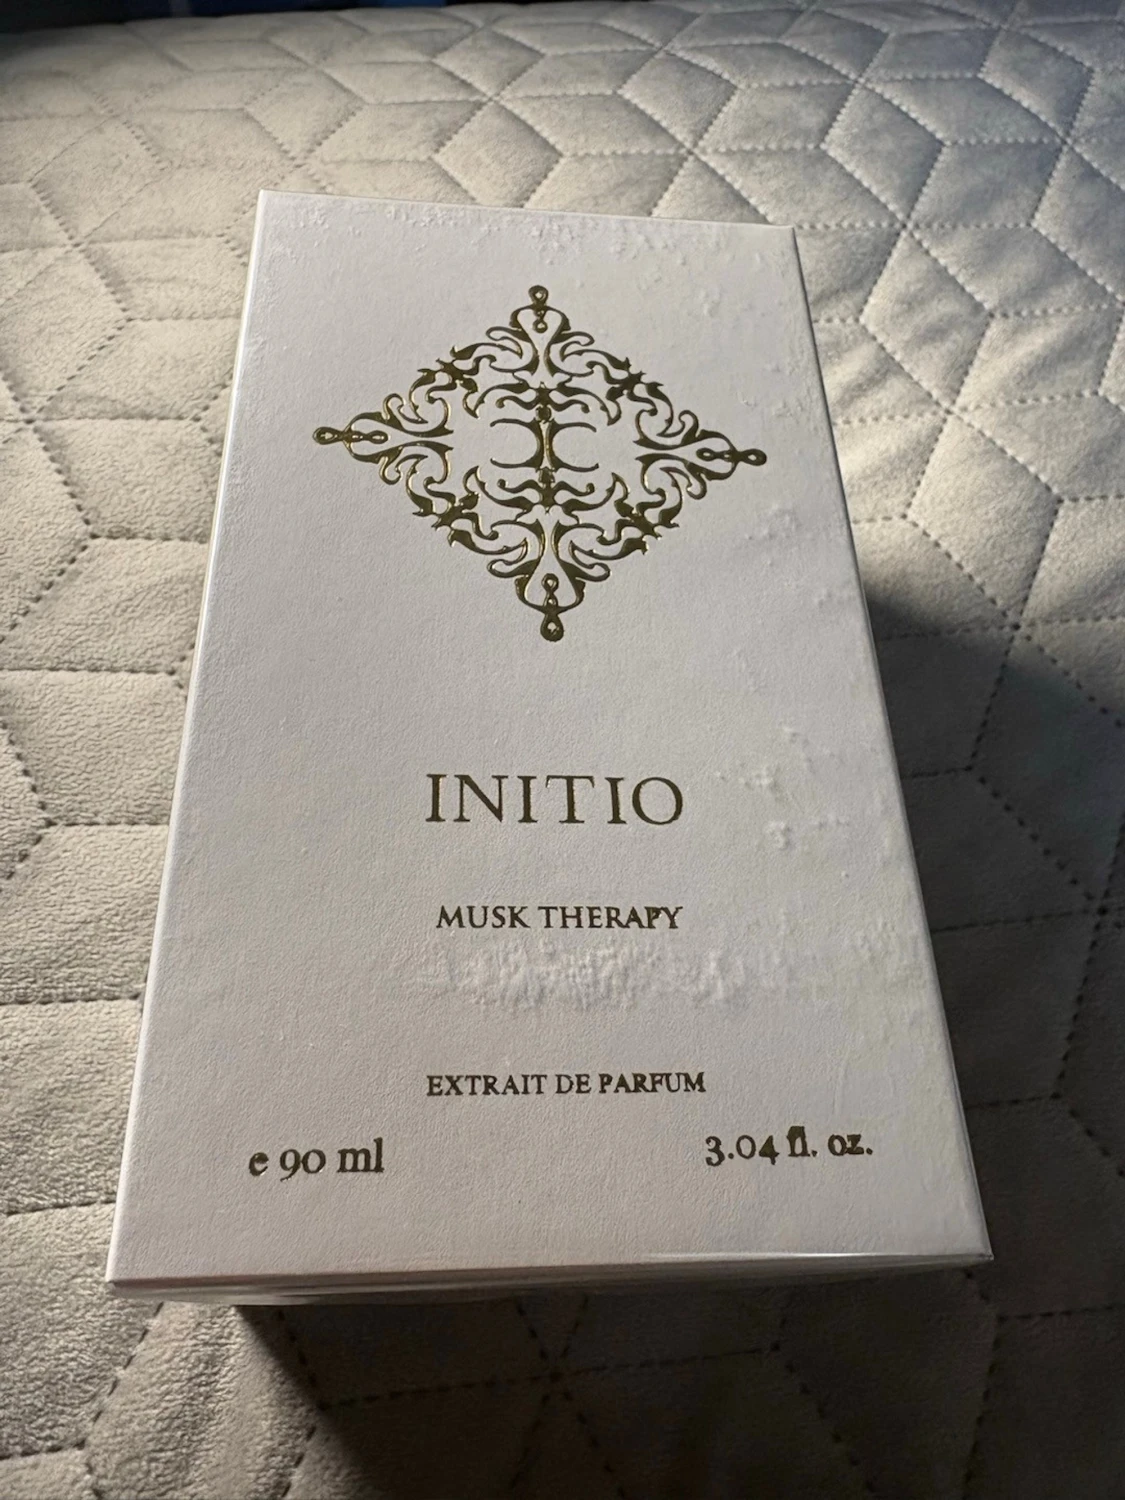 INITIO
MUSK THERAPY
EXTRAIT DE PARFUM
e 90 ml 3.04 fl. oz.